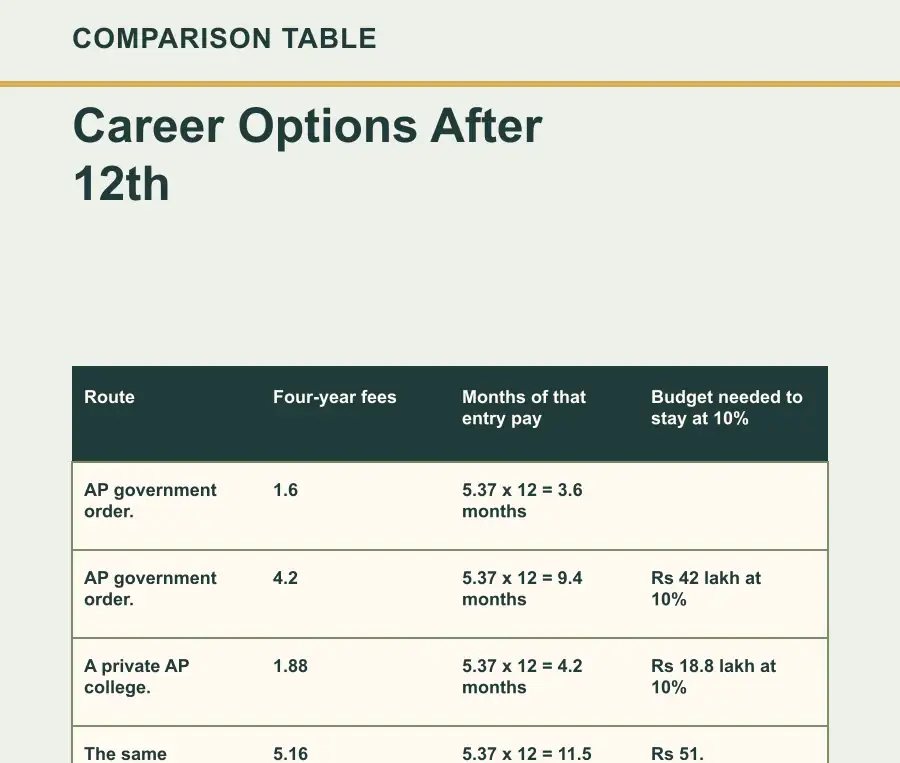 COMPARISON TABLE
Career Options After
12th
Route
Four-year fees
Months of that
entry pay
Budget needed to
stay at 10%
AP government
order.
1.6
5.37 x 12 = 3.6
months
AP government
order.
4.2
5.37 x 12 = 9.4
months
Rs 42 lakh at
10%
A private AP
college.
1.88
5.37 x 12 = 4.2
months
Rs 18.8 lakh at
10%
The same
5.16
5.37 x 12 = 11.5
Rs 51.